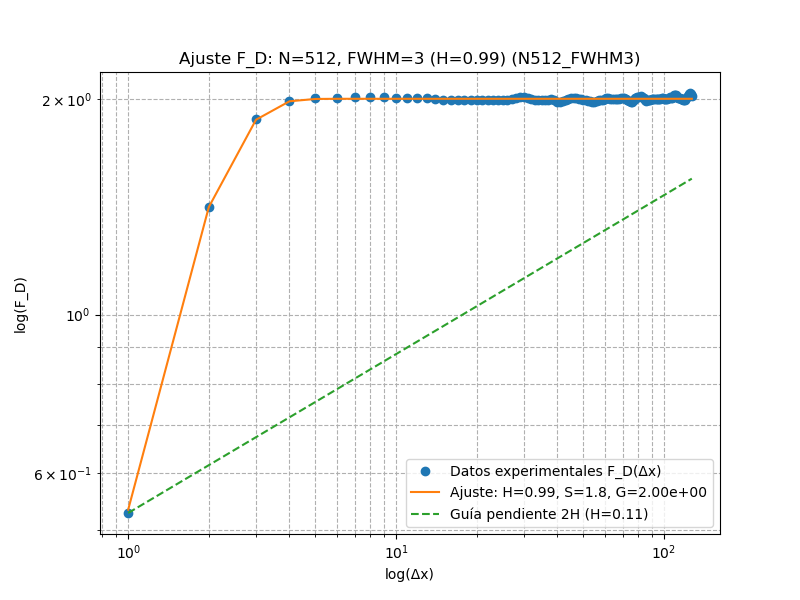 Ajuste F_D: N=512, FWHM=3 (H=0.99) (N512_FWHM3)
2 × 10⁰
10⁰
6 × 10⁻¹
log(F_D)
Datos experimentales F_D(Δx)
Ajuste: H=0.99, S=1.8, G=2.00e+00
Guía pendiente 2H (H=0.11)
10⁰ 10¹ 10²
log(Δx)